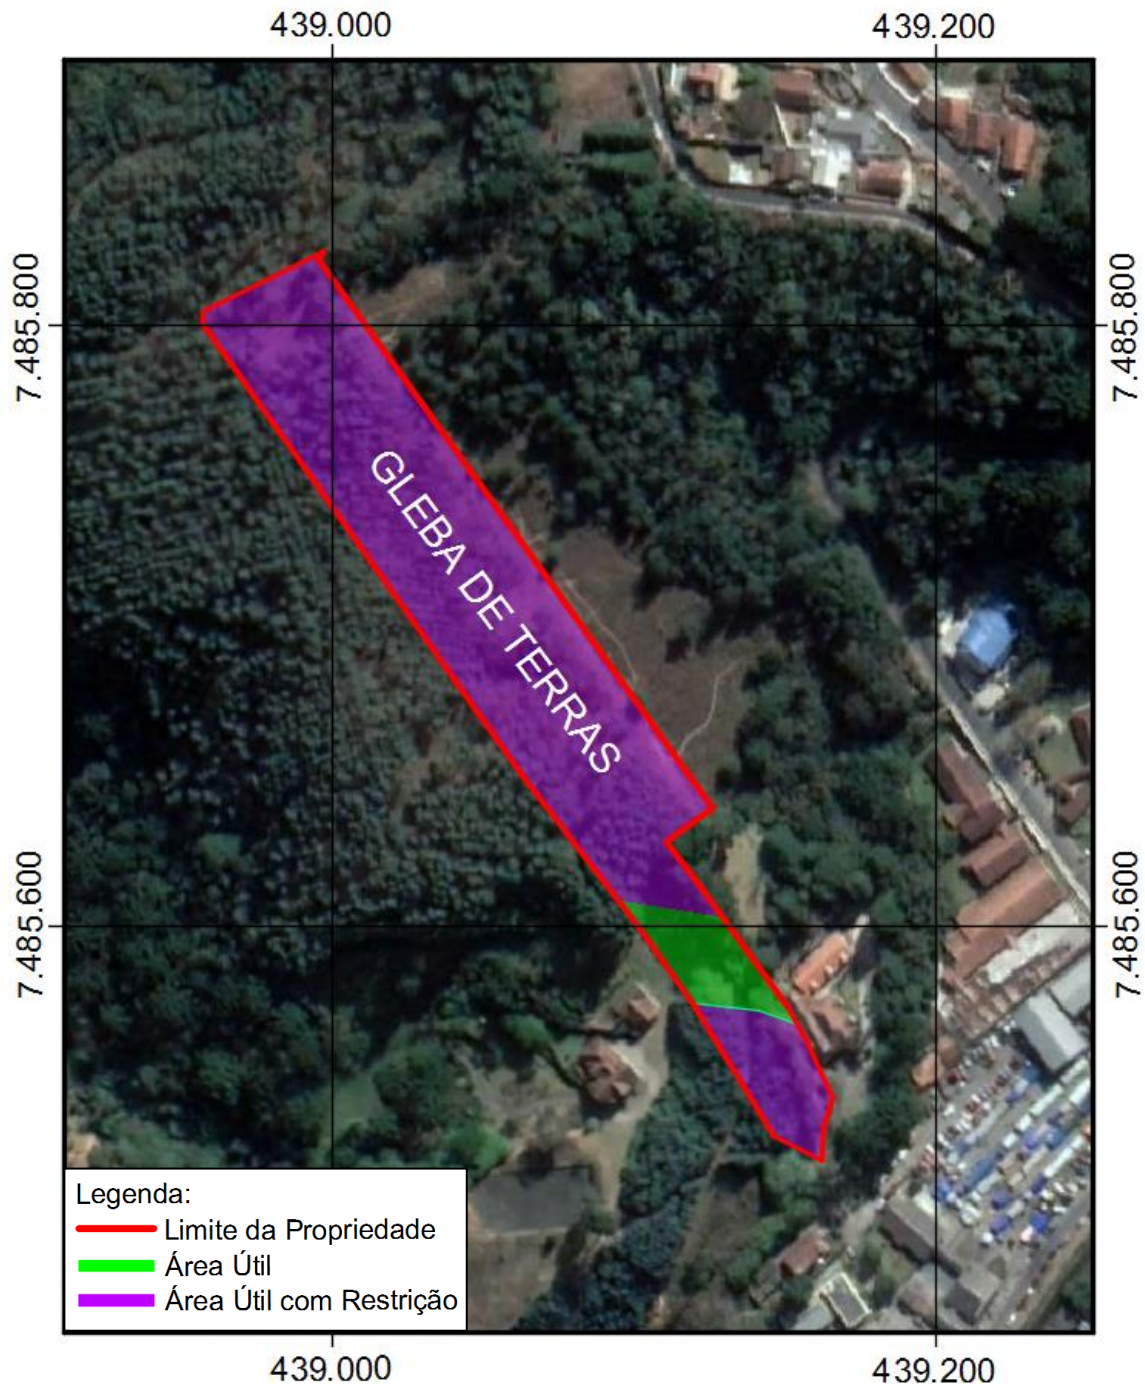 439.000
439.200
7.485.800
7.485.800
GLEBA DE TERRAS
7.485.600
7.485.600
Legenda:
Limite da Propriedade
Área Útil
Área Útil com Restrição
439.000
439.200